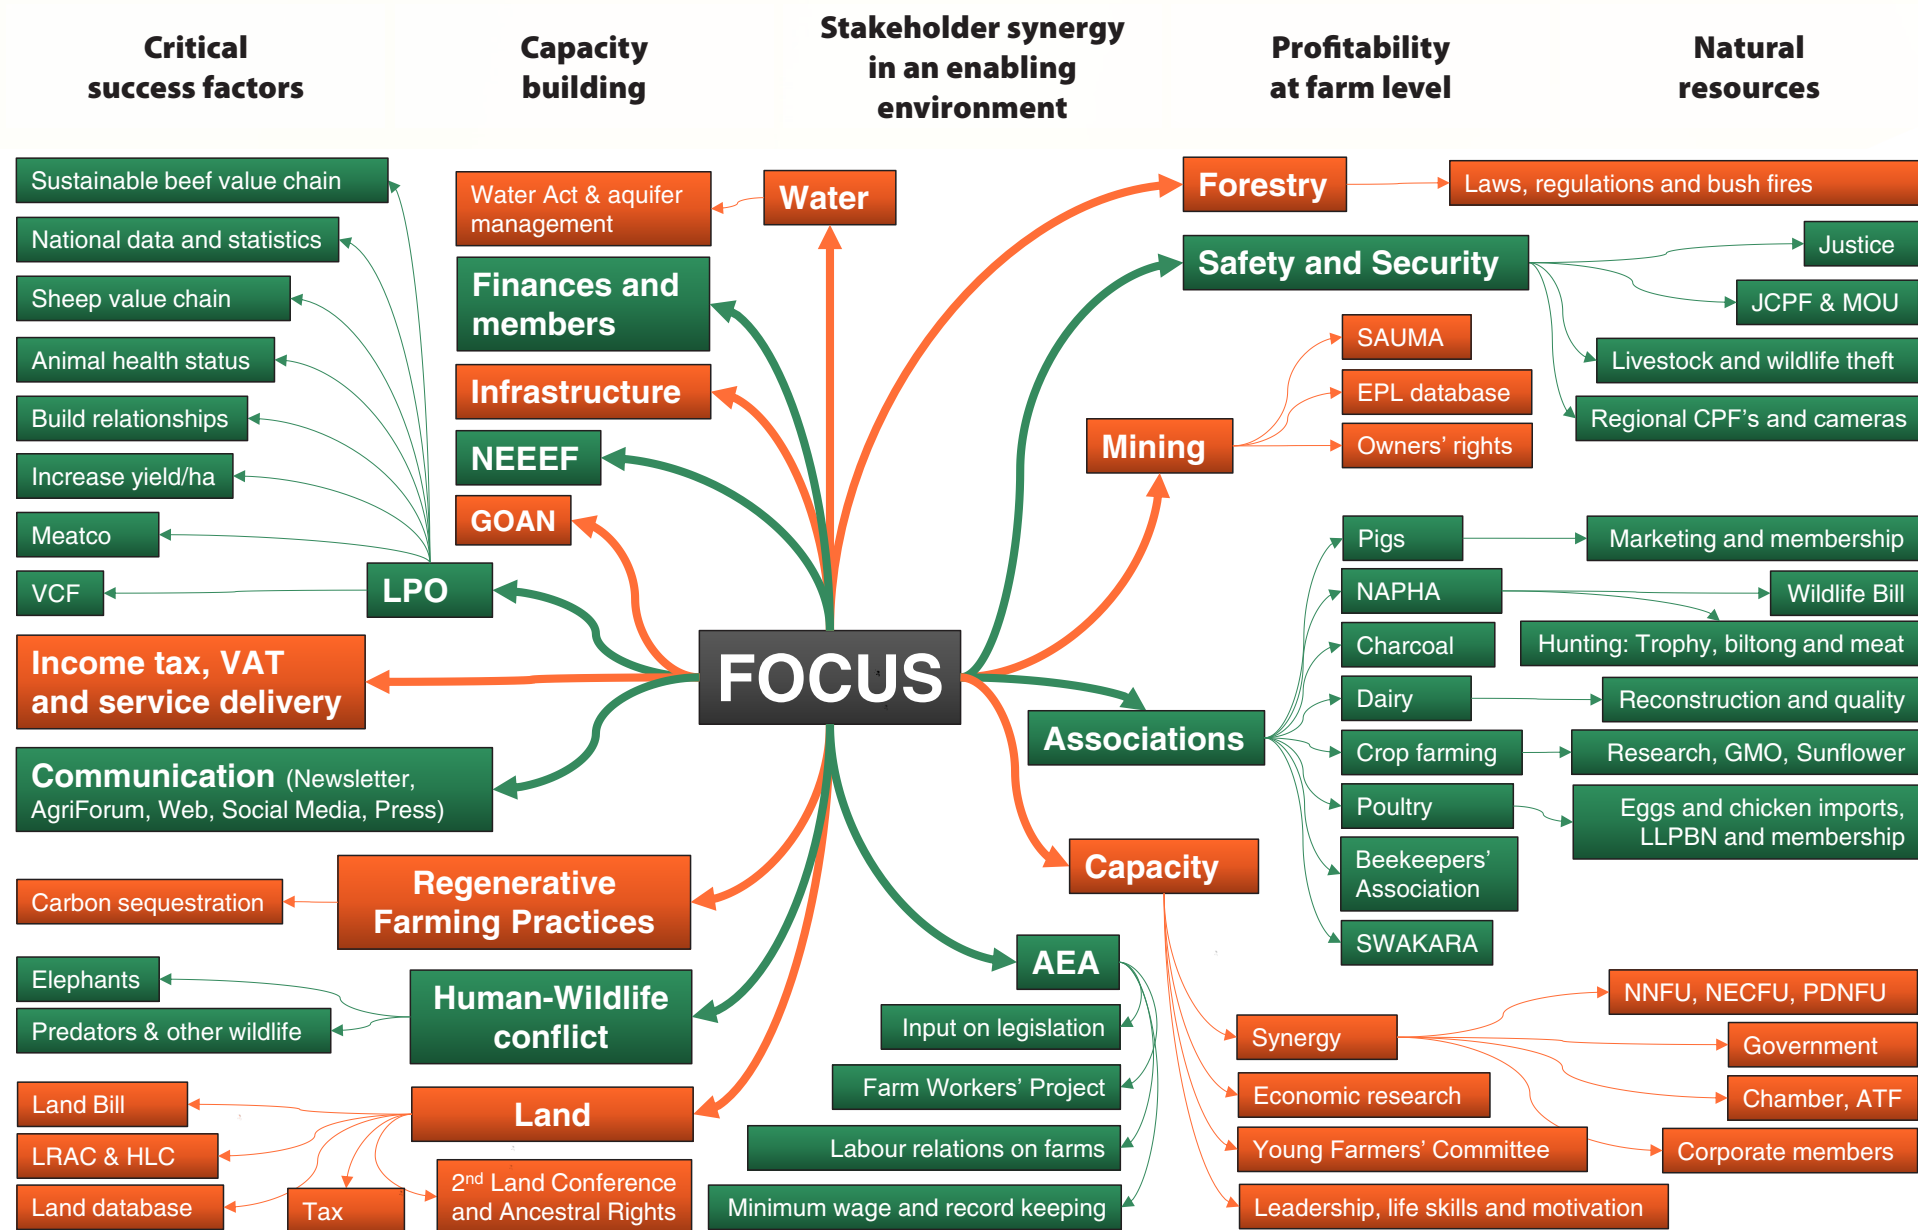 Critical
success factors
Capacity
building
Stakeholder synergy
in an enabling
environment
Profitability
at farm level
Natural
resources
Sustainable beef value chain
National data and statistics
Sheep value chain
Animal health status
Build relationships
Increase yield/ha
Meatco
VCF
LPO
Income tax, VAT
and service delivery
Communication (Newsletter,
AgriForum, Web, Social Media, Press)
Water Act & aquifer
management
Water
Finances and
members
Infrastructure
NEEEF
GOAN
FOCUS
Carbon sequestration
Regenerative
Farming Practices
Elephants
Predators & other wildlife
Human-Wildlife
conflict
Land Bill
LRAC & HLC
Land database
Tax
Land
2nd Land Conference
and Ancestral Rights
Forestry
Laws, regulations and bush fires
Safety and Security
Justice
JCPF & MOU
Livestock and wildlife theft
Regional CPF’s and cameras
Mining
SAUMA
EPL database
Owners’ rights
Associations
Pigs
Marketing and membership
NAPHA
Wildlife Bill
Hunting: Trophy, biltong and meat
Charcoal
Dairy
Reconstruction and quality
Crop farming
Research, GMO, Sunflower
Poultry
Eggs and chicken imports,
LLPBN and membership
Beekeepers’
Association
SWAKARA
Capacity
Synergy
NNFU, NECFU, PDNFU
Government
Chamber, ATF
Corporate members
Economic research
Young Farmers’ Committee
Leadership, life skills and motivation
AEA
Input on legislation
Farm Workers’ Project
Labour relations on farms
Minimum wage and record keeping